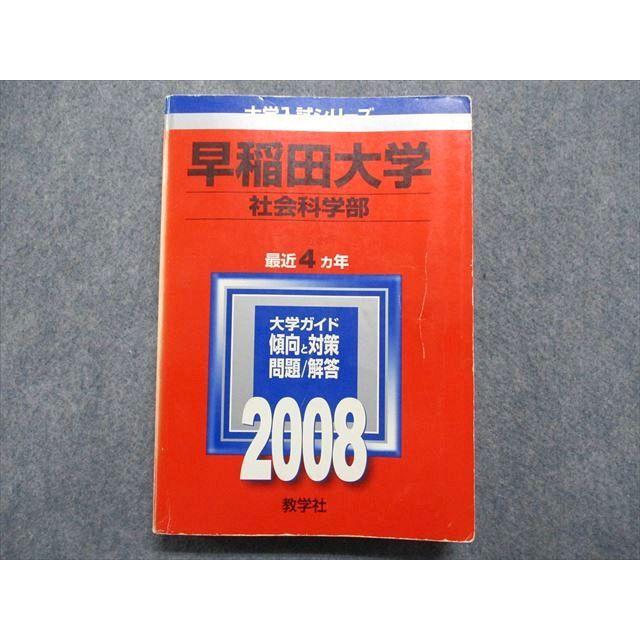 大学入試シリーズ
早稲田大学
社会科学部
最近4ヵ年
大学ガイド
傾向と対策
問題/解答
2008
教学社